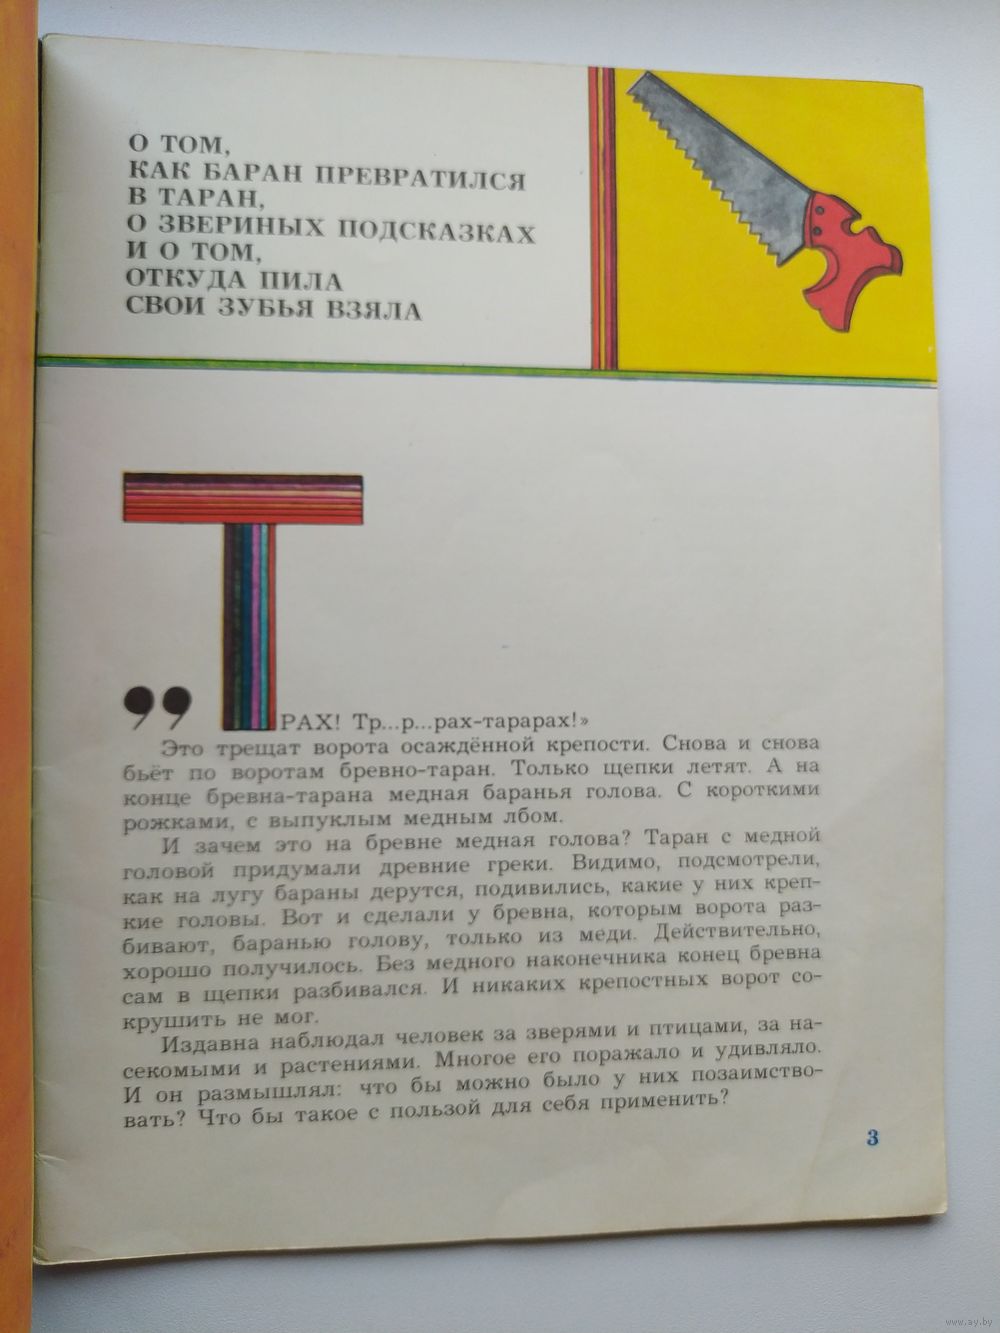 О ТОМ,
КАК БАРАН ПРЕВРАТИЛСЯ
В ТАРАН,
О ЗВЕРИНЫХ ПОДСКАЗКАХ
И О ТОМ,
ОТКУДА ПИЛА
СВОИ ЗУБЬЯ ВЗЯЛА
„ТРАХ! Тр...р...рах-тарарах!»
Это трещат ворота осаждённой крепости. Снова и снова
бьёт по воротам бревно-таран. Только щепки летят. А на
конце бревна-тарана медная баранья голова. С короткими
рожками, с выпуклым медным лбом.
И зачем это на бревне медная голова? Таран с медной
головой придумали древние греки. Видимо, подсмотрели,
как на лугу бараны дерутся, подивились, какие у них креп-
кие головы. Вот и сделали у бревна, которым ворота раз-
бивают, баранью голову, только из меди. Действительно,
хорошо получилось. Без медного наконечника конец бревна
сам в щепки разбивался. И никаких крепостных ворот со-
крушить не мог.
Издавна наблюдал человек за зверями и птицами, за на-
секомыми и растениями. Многое его поражало и удивляло.
И он размышлял: что бы можно было у них позаимство-
вать? Что бы такое с пользой для себя применить?
3
www.ay.by